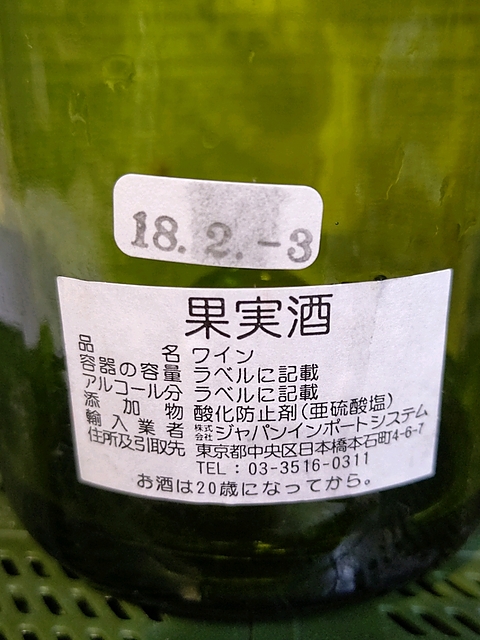 18. 2. -3
果実酒
品名 ワイン
容器の容量 ラベルに記載
アルコール分 ラベルに記載
添加物 酸化防止剤(亜硫酸塩)
輸入業者 株式会社ジャパンインポートシステム
住所及引取先 東京都中央区日本橋本石町4-6-7
TEL:03-3516-0311
お酒は20歳になってから。